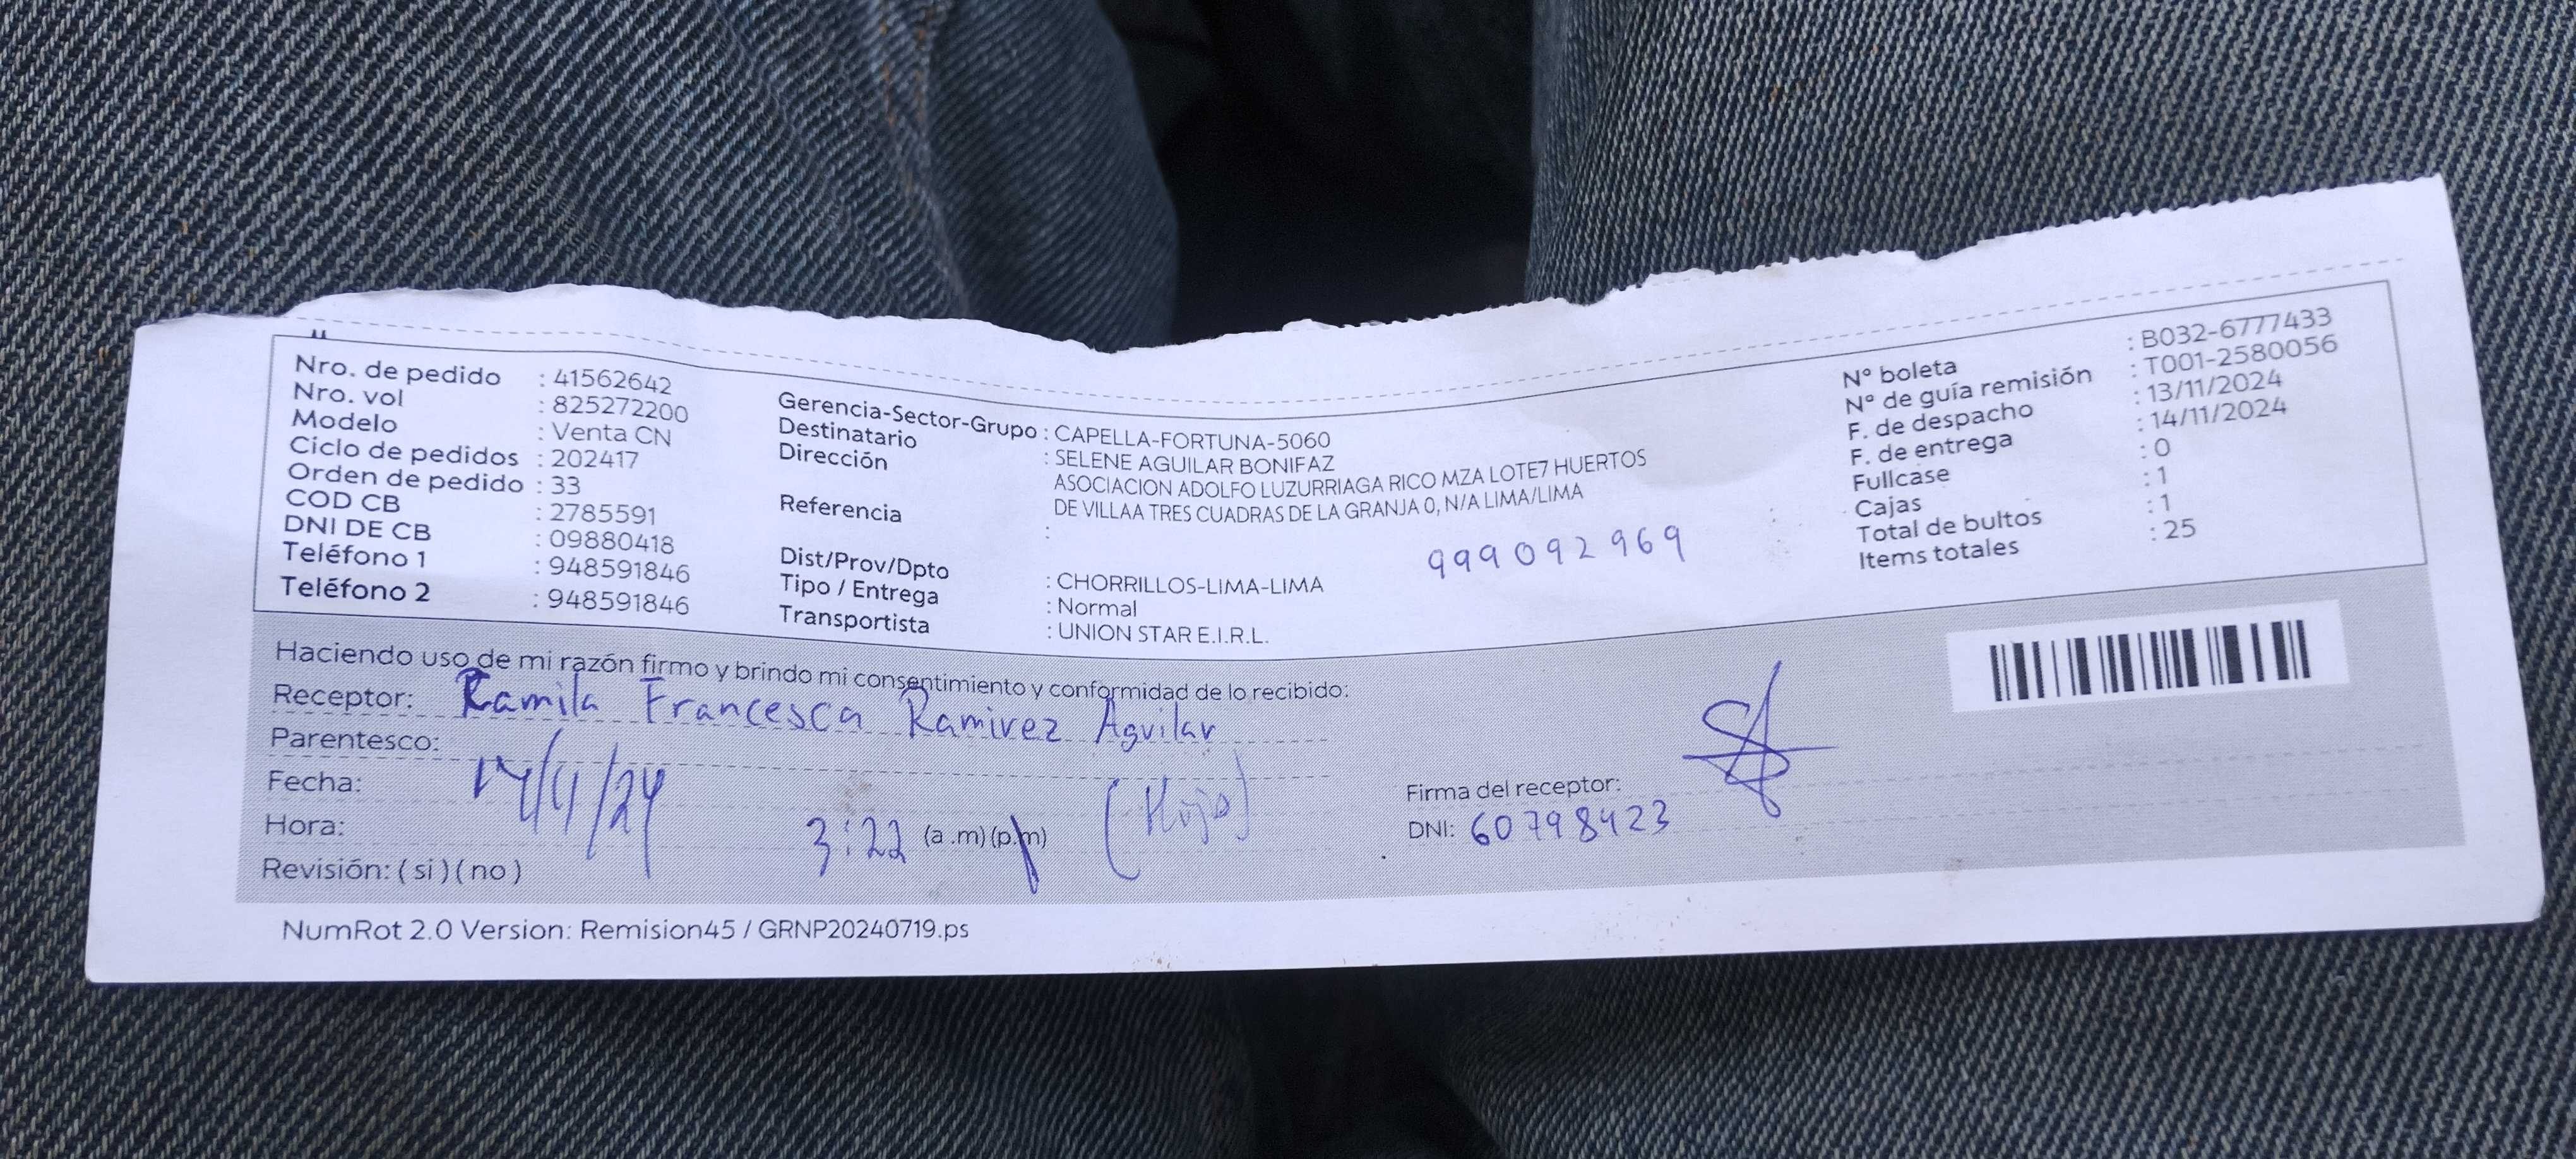 Nro. de pedido : 41562642
Nro. vol : 825272200
Modelo : Venta CN
Ciclo de pedidos : 202417
Orden de pedido : 33
COD CB : 2785591
DNI DE CB : 09880418
Teléfono 1 : 948591846
Teléfono 2 : 948591846
Gerencia-Sector-Grupo : CAPELLA-FORTUNA-5060
Destinatario : SELENE AGUILAR BONIFAZ
Dirección ASOCIACION ADOLFO LUZURRIAGA RICO MZA LOTE7 HUERTOS
DE VILLAA TRES CUADRAS DE LA GRANJA 0, N/A LIMA/LIMA
Referencia :
999092969
Dist/Prov/Dpto : CHORRILLOS-LIMA-LIMA
Tipo / Entrega : Normal
Transportista : UNION STAR E.I.R.L.
N° boleta : B032-6777433
N° de guía remisión : T001-2580056
F. de despacho : 13/11/2024
F. de entrega : 14/11/2024
Fullcase : 0
Cajas : 1
Total de bultos : 1
Items totales : 25
Haciendo uso de mi razón firmo y brindo mi consentimiento y conformidad de lo recibido:
Receptor: Kamila Francesca Ramirez Aguilar
Parentesco:
Fecha: 14/11/24
Hora: 3:22 (a.m)(p.m)
Revisión: (si)(no)
Firma del receptor:
DNI: 60798423
NumRot 2.0 Version: Remision45 / GRNP20240719.ps